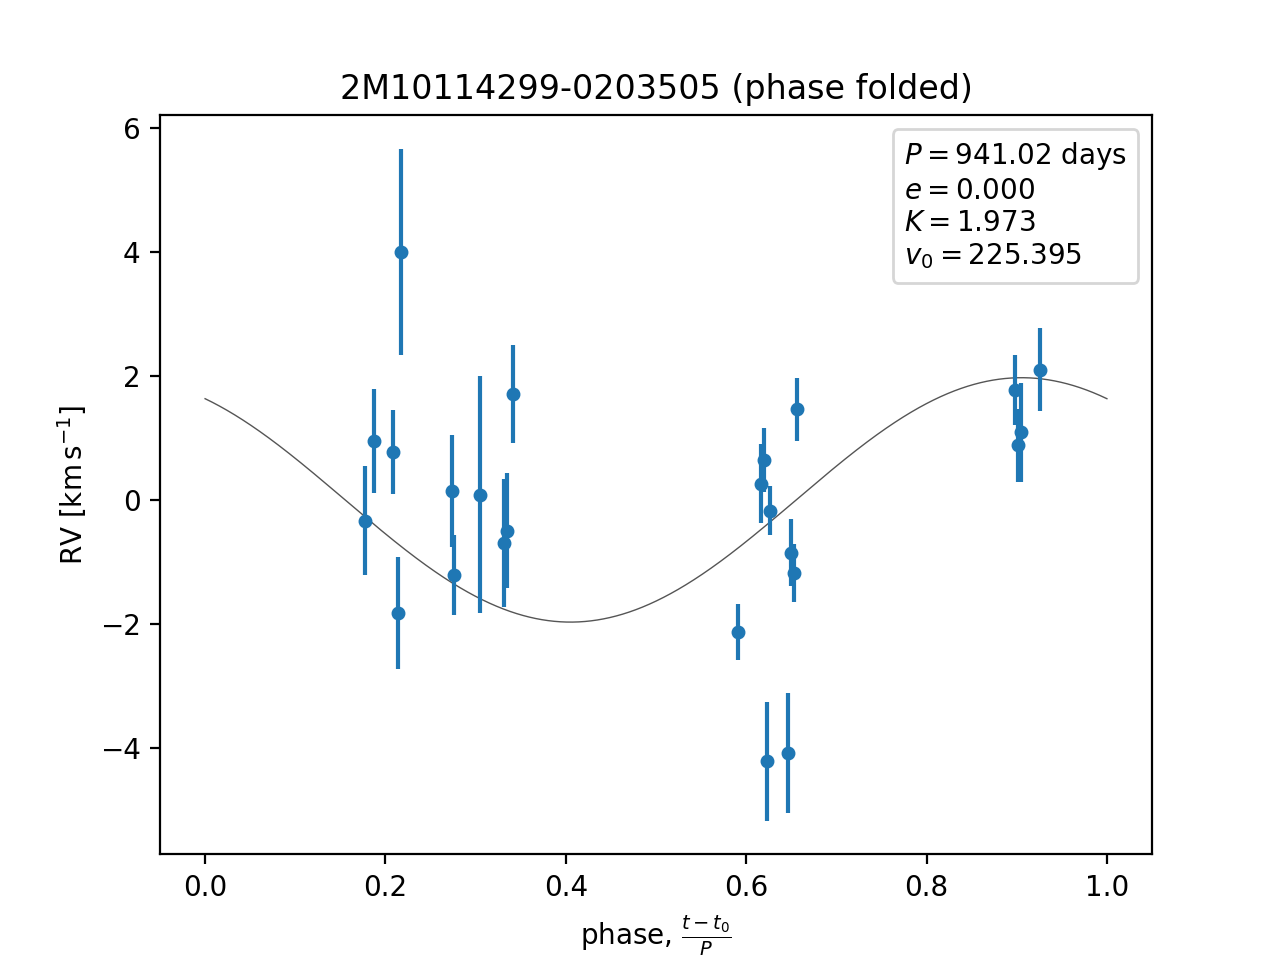 2M10114299-0203505 (phase folded)
P = 941.02 days
e = 0.000
K = 1.973
v₀ = 225.395
6
4
2
0
−2
−4
RV [km s⁻¹]
0.0 0.2 0.4 0.6 0.8 1.0
phase, (t − t₀)/P